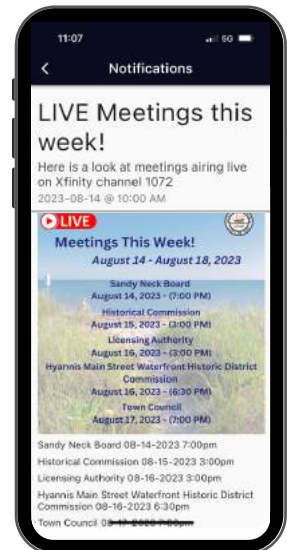 11:07
5G
Notifications
LIVE Meetings this
week!
Here is a look at meetings airing live
on Xfinity channel 1072
2023-08-14 @ 10:00 AM
LIVE
Meetings This Week!
August 14 - August 18, 2023
Sandy Neck Board
August 14, 2023 - (7:00 PM)
Historical Commission
August 15, 2023 - (3:00 PM)
Licensing Authority
August 16, 2023 - (3:00 PM)
Hyannis Main Street Waterfront Historic District
Commission
August 16, 2023 - (6:30 PM)
Town Council
August 17, 2023 - (7:00 PM)
Sandy Neck Board 08-14-2023 7:00pm
Historical Commission 08-15-2023 3:00pm
Licensing Authority 08-16-2023 3:00pm
Hyannis Main Street Waterfront Historic District
Commission 08-16-2023 6:30pm
Town Council 08-17-2023 7:00pm